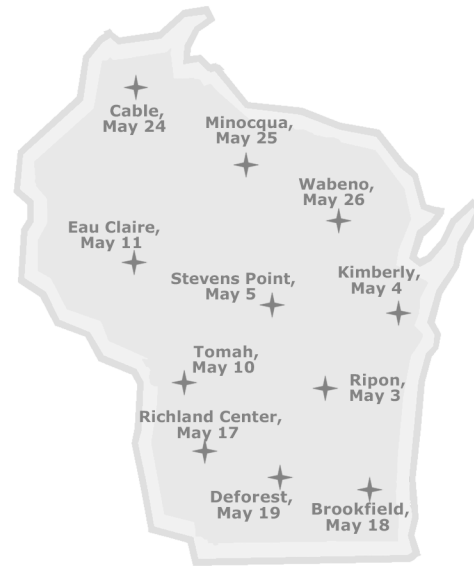 Cable,
May 24
Minocqua,
May 25
Wabeno,
May 26
Eau Claire,
May 11
Stevens Point,
May 5
Kimberly,
May 4
Tomah,
May 10
Ripon,
May 3
Richland Center,
May 17
Deforest,
May 19
Brookfield,
May 18